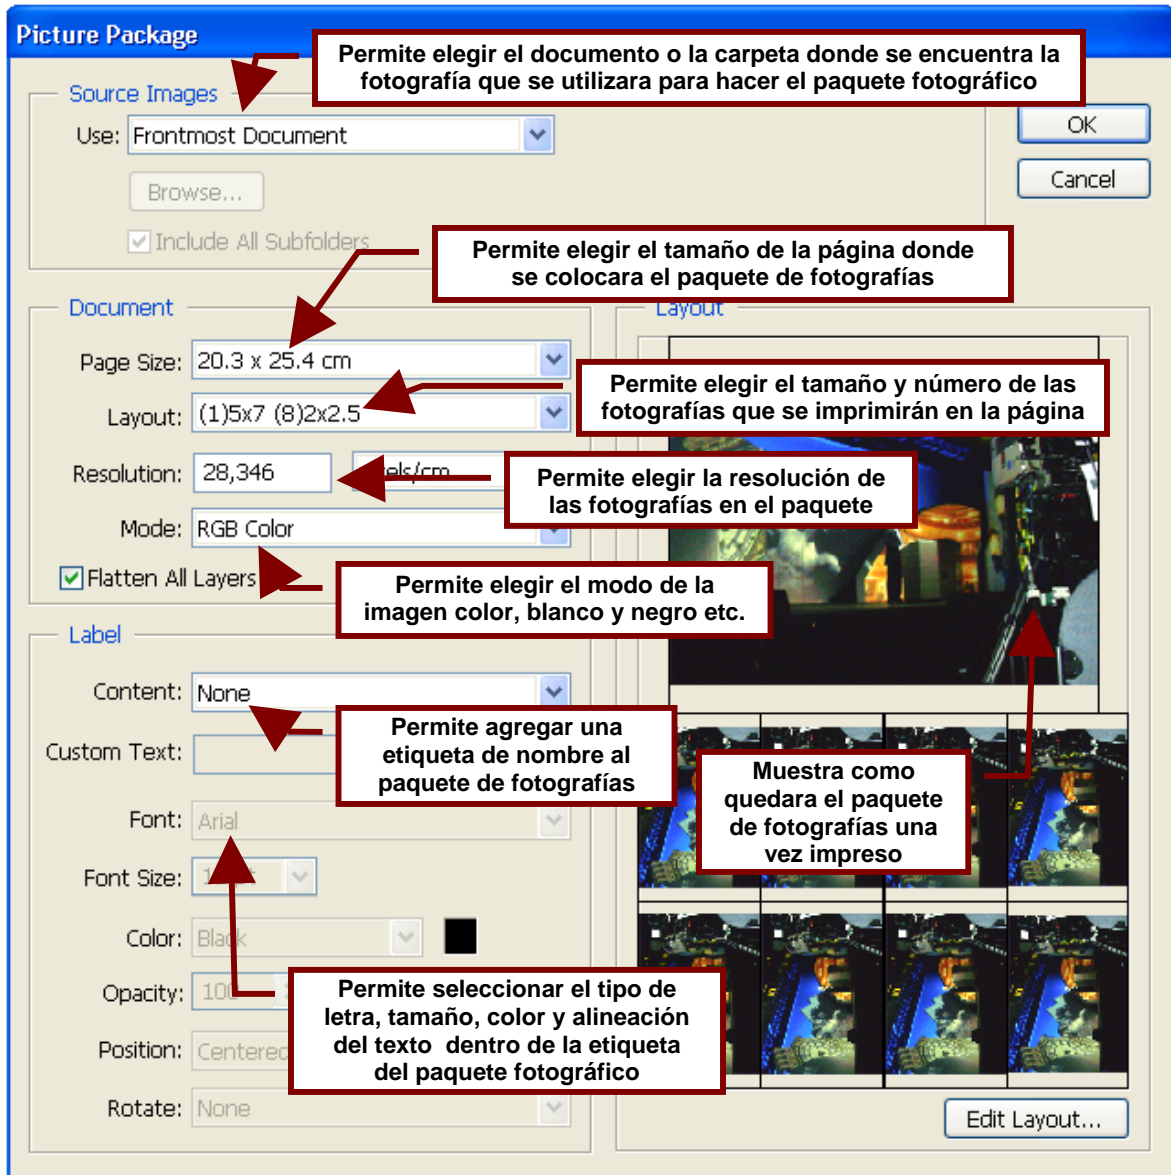 Picture Package
Permite elegir el documento o la carpeta donde se encuentra la
fotografía que se utilizara para hacer el paquete fotográfico
Source Images
Use: Frontmost Document
OK
Browse...
Cancel
Include All Subfolders
Permite elegir el tamaño de la página donde
se colocara el paquete de fotografías
Document
Layout
Page Size: 20.3 x 25.4 cm
Permite elegir el tamaño y número de las
fotografías que se imprimirán en la página
Layout: (1)5x7 (8)2x2.5
Resolution: 28,346
Permite elegir la resolución de
las fotografías en el paquete
Mode: RGB Color
Flatten All Layers
Permite elegir el modo de la
imagen color, blanco y negro etc.
Label
Content: None
Permite agregar una
etiqueta de nombre al
paquete de fotografías
Custom Text:
Muestra como
quedara el paquete
de fotografías una
vez impreso
Font: Arial
Font Size:
Color: Black
Opacity: 100
Permite seleccionar el tipo de
letra, tamaño, color y alineación
del texto dentro de la etiqueta
del paquete fotográfico
Position: Centered
Rotate: None
Edit Layout...